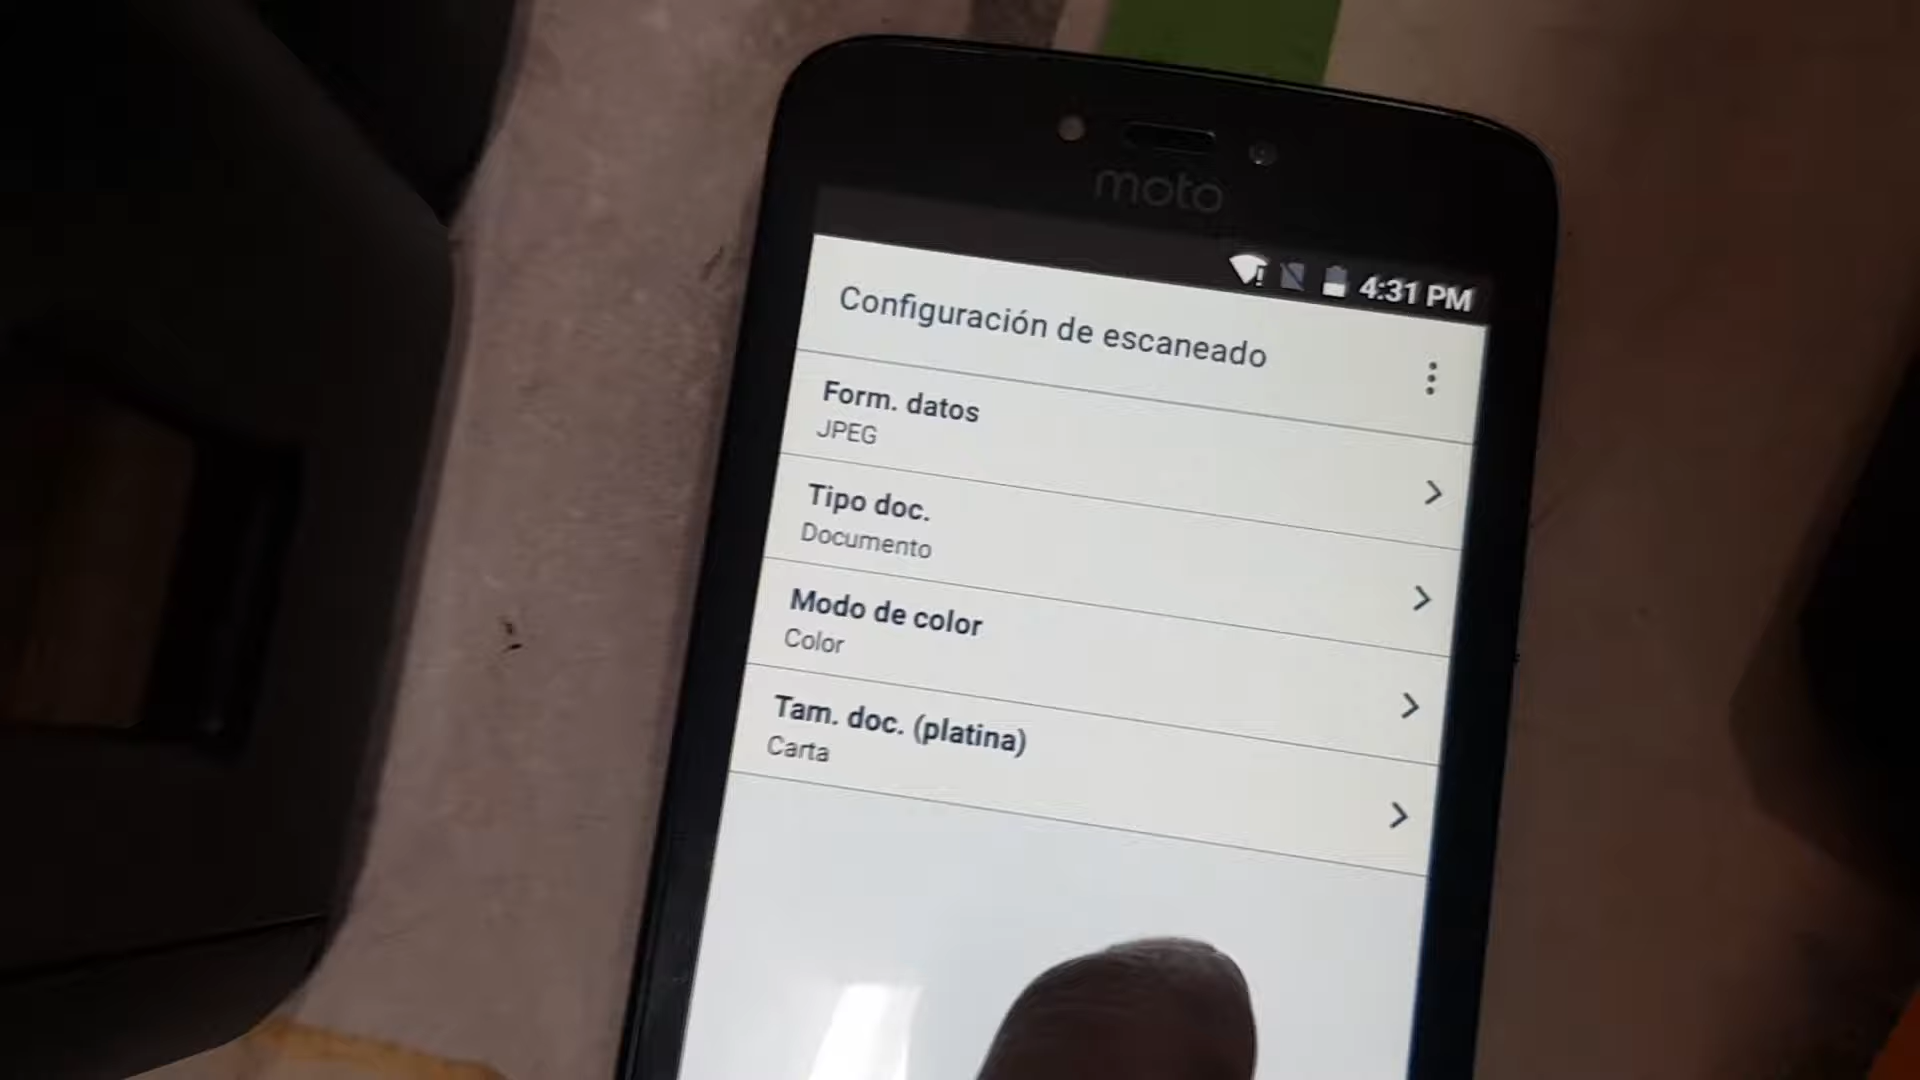 moto
4:31 PM
Configuración de escaneado
Form. datos
JPEG
Tipo doc.
Documento
Modo de color
Color
Tam. doc. (platina)
Carta